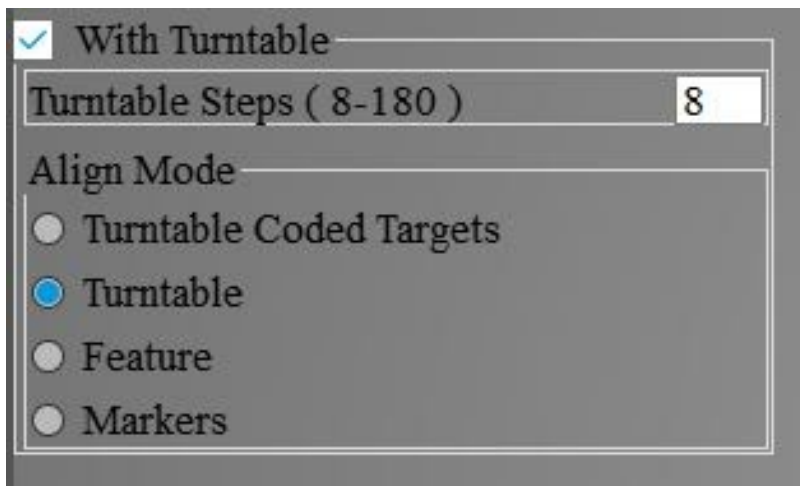 With Turntable
Turntable Steps ( 8-180 ) 8
Align Mode
Turntable Coded Targets
Turntable
Feature
Markers